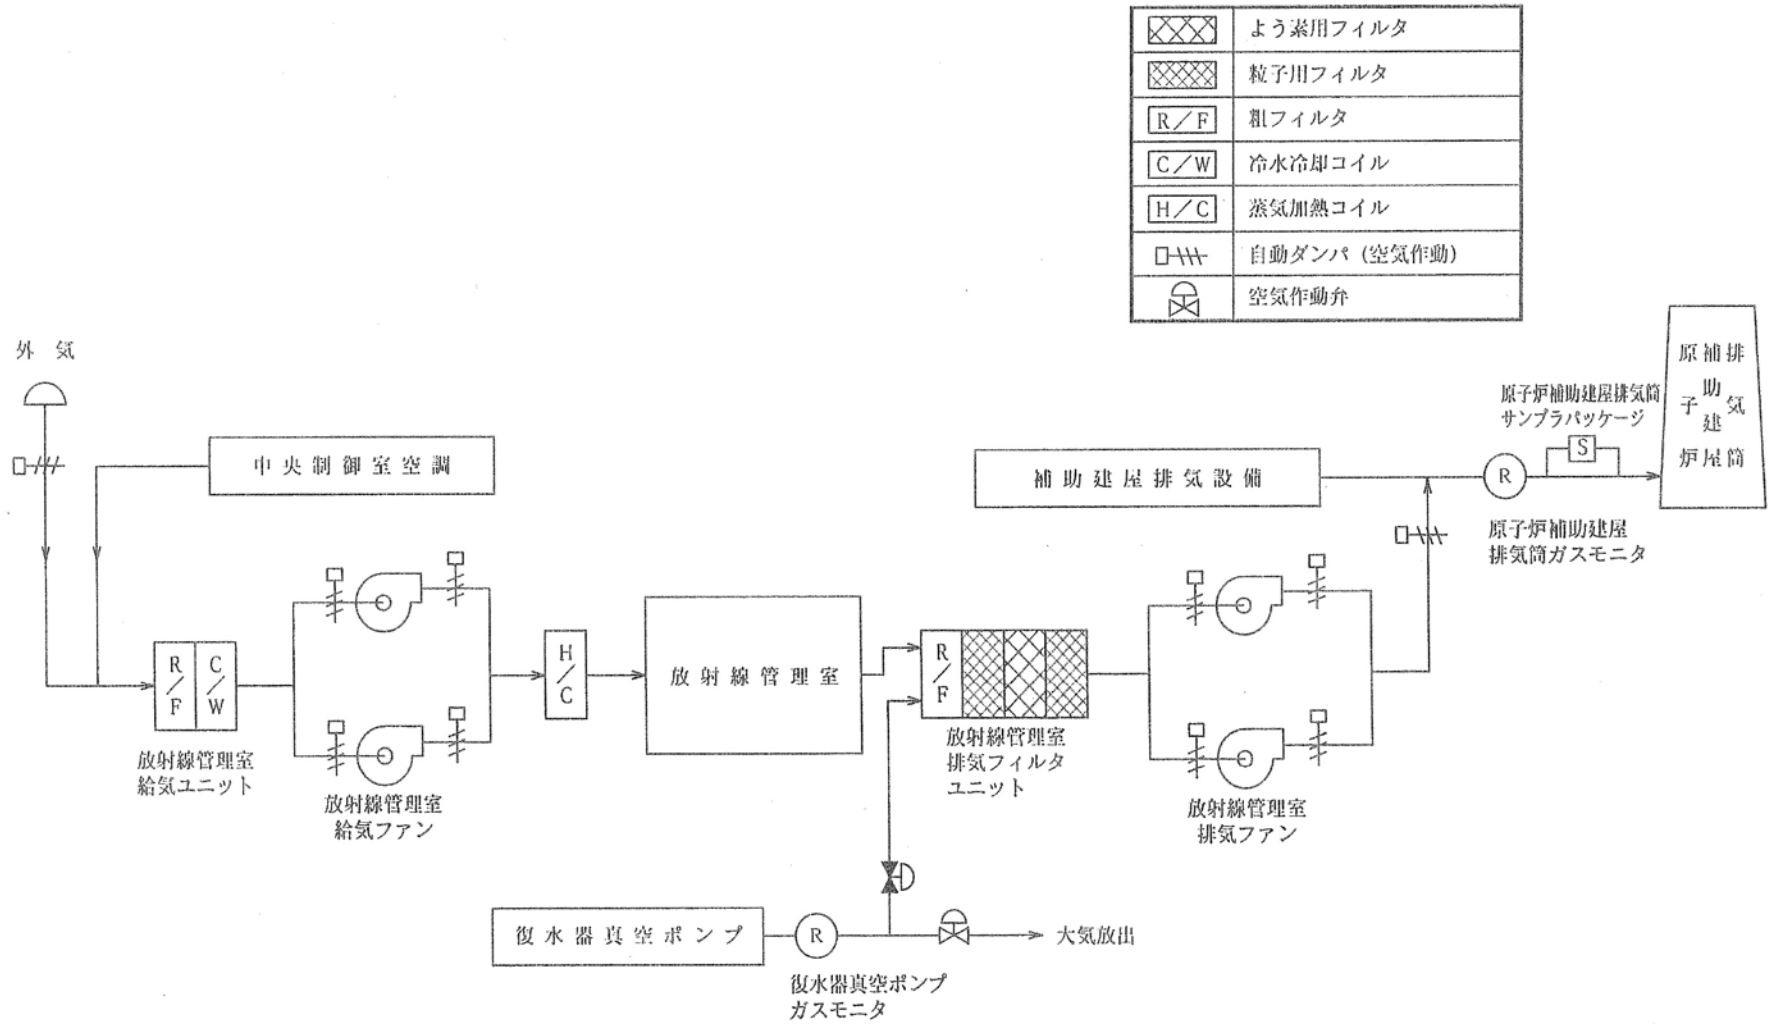 よう素用フィルタ
粒子用フィルタ
R/F 粗フィルタ
C/W 冷水冷却コイル
H/C 蒸気加熱コイル
自動ダンパ (空気作動)
空気作動弁
外気
中央制御室空調
R/F
C/W
放射線管理室
給気ユニット
放射線管理室
給気ファン
H/C
放射線管理室
R/F
放射線管理室
排気フィルタ
ユニット
放射線管理室
排気ファン
補助建屋排気設備
R
原子炉補助建屋
排気筒ガスモニタ
原子炉補助建屋排気筒
サンプラパッケージ
S
原子炉
補助建屋
排気筒
復水器真空ポンプ
R
復水器真空ポンプ
ガスモニタ
大気放出